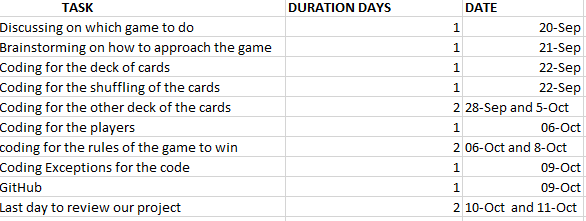 TASK DURATION DAYS DATE
Discussing on which game to do 1 20-Sep
Brainstorming on how to approach the game 1 21-Sep
Coding for the deck of cards 1 22-Sep
Coding for the shuffling of the cards 1 22-Sep
Coding for the other deck of the cards 2 28-Sep and 5-Oct
Coding for the players 1 06-Oct
coding for the rules of the game to win 2 06-Oct and 8-Oct
Coding Exceptions for the code 1 09-Oct
GitHub 1 09-Oct
Last day to review our project 2 10-Oct and 11-Oct